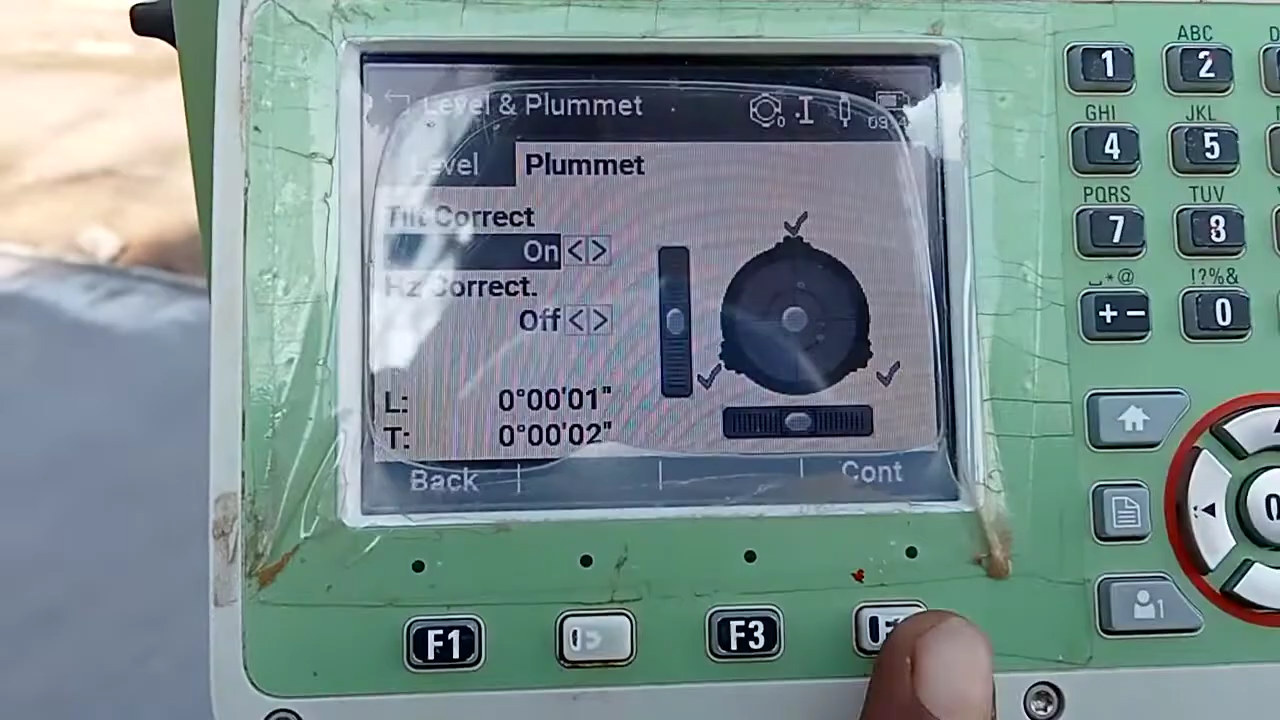 Level & Plummet
Level Plummet
Tilt Correct
On
Hz Correct.
Off
L: 0°00'01"
T: 0°00'02"
Back Cont
F1 F3
ABC
1 2
GHI JKL
4 5
PQRS TUV
7 8
_*@ !?%&
+− 0
1